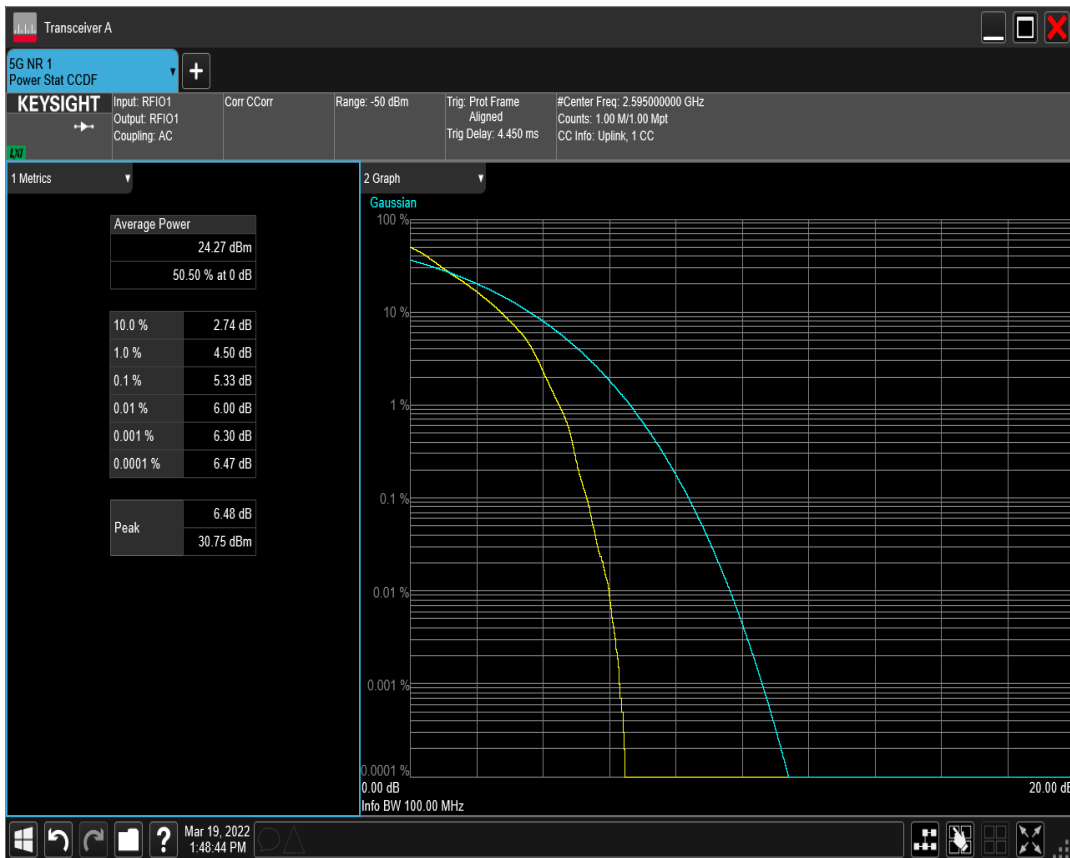 Transceiver A
5G NR 1
Power Stat CCDF
KEYSIGHT
LXI
Input: RFIO1
Output: RFIO1
Coupling: AC
Corr CCorr
Range: -50 dBm
Trig: Prot Frame
Aligned
Trig Delay: 4.450 ms
#Center Freq: 2.595000000 GHz
Counts: 1.00 M/1.00 Mpt
CC Info: Uplink, 1 CC
1 Metrics
Average Power
24.27 dBm
50.50 % at 0 dB
10.0 % 2.74 dB
1.0 % 4.50 dB
0.1 % 5.33 dB
0.01 % 6.00 dB
0.001 % 6.30 dB
0.0001 % 6.47 dB
Peak 6.48 dB
30.75 dBm
2 Graph
Gaussian
100 %
10 %
1 %
0.1 %
0.01 %
0.001 %
0.0001 %
0.00 dB 20.00 dB
Info BW 100.00 MHz
Mar 19, 2022
1:48:44 PM